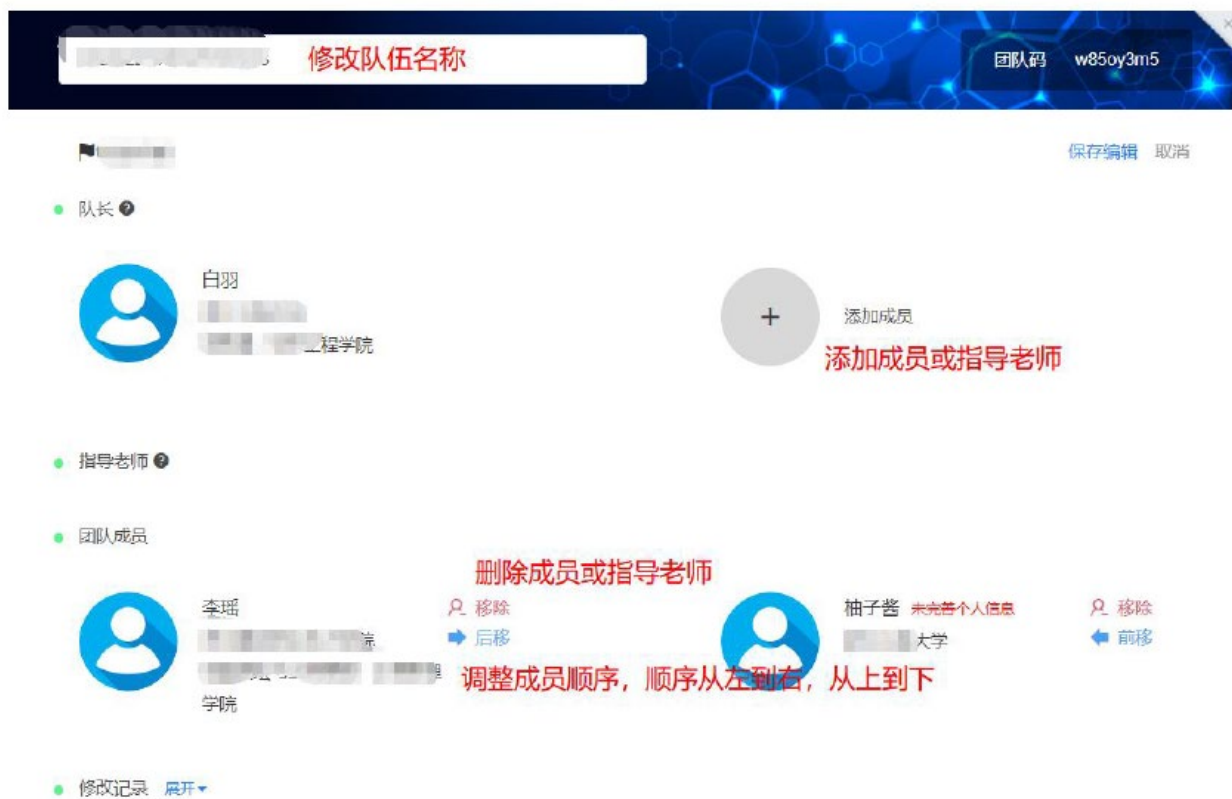 修改队伍名称
团队码 w85oy3m5
保存编辑 取消
队长
白羽
程学院
添加成员
添加成员或指导老师
指导老师
团队成员
删除成员或指导老师
李瑶
移除
后移
学院
柚子酱 未完善个人信息
大学
移除
前移
调整成员顺序，顺序从左到右，从上到下
修改记录 展开